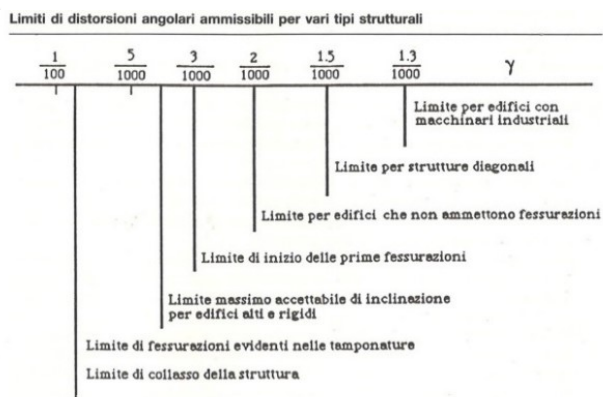 Limiti di distorsioni angolari ammissibili per vari tipi strutturali
1/100 5/1000 3/1000 2/1000 1.5/1000 1.3/1000 γ
Limite per edifici con
macchinari industriali
Limite per strutture diagonali
Limite per edifici che non ammettono fessurazioni
Limite di inizio delle prime fessurazioni
Limite massimo accettabile di inclinazione
per edifici alti e rigidi
Limite di fessurazioni evidenti nelle tamponature
Limite di collasso della struttura